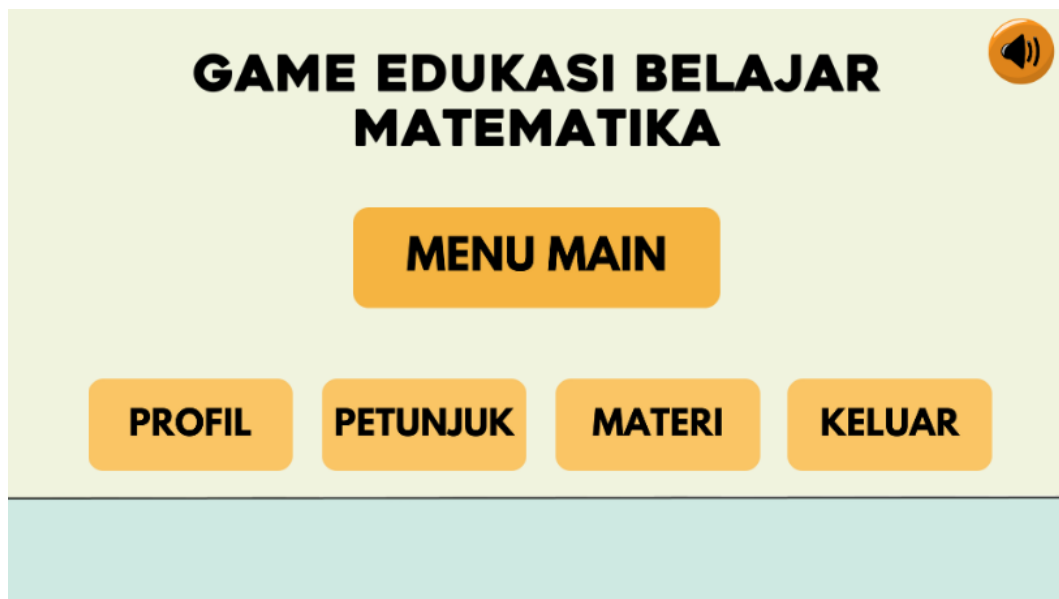 GAME EDUKASI BELAJAR
MATEMATIKA
MENU MAIN
PROFIL
PETUNJUK
MATERI
KELUAR